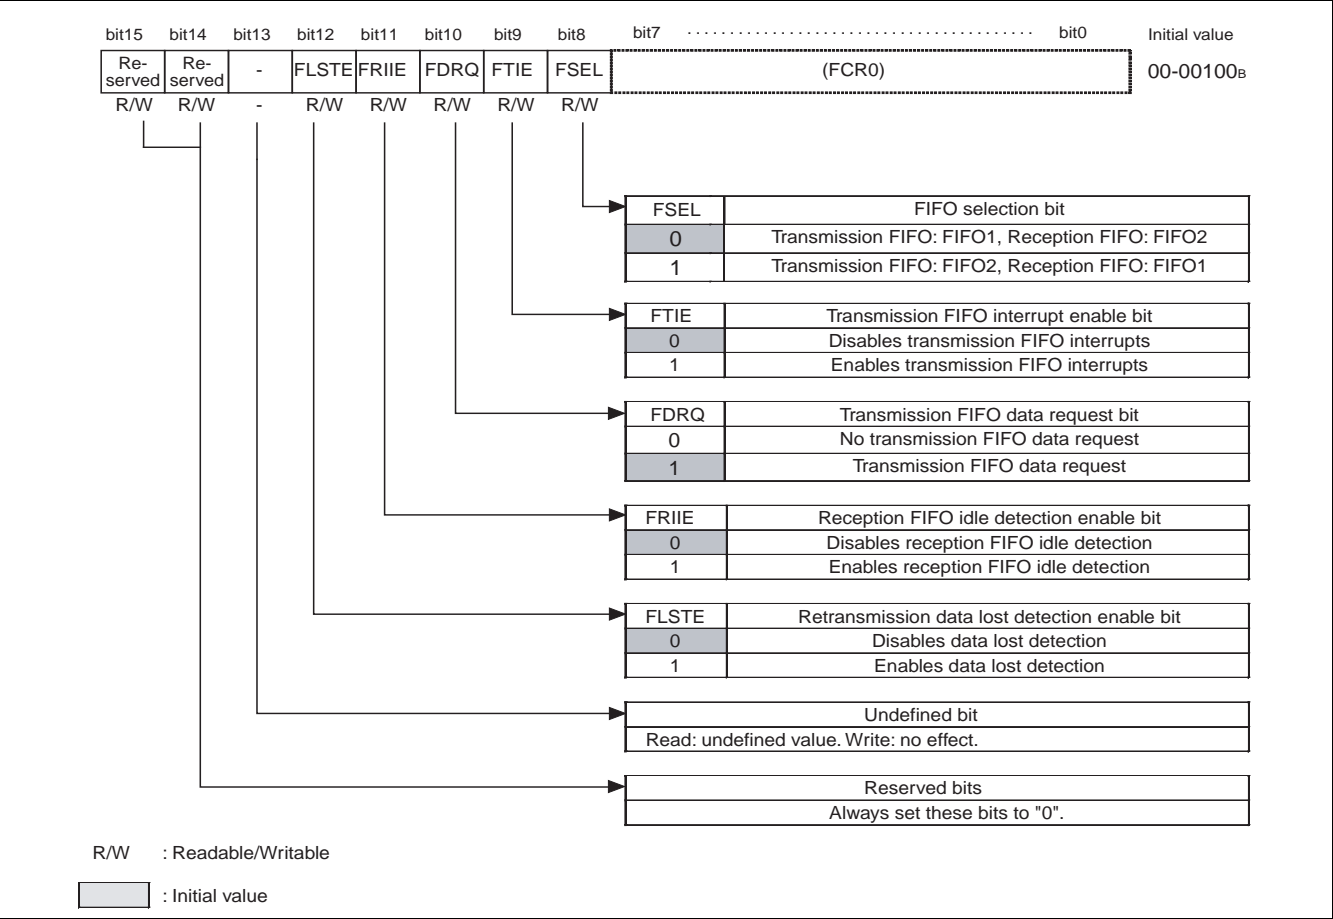 bit15 bit14 bit13 bit12 bit11 bit10 bit9 bit8 bit7 ........................................ bit0 Initial value
Re-served Re-served - FLSTE FRIIE FDRQ FTIE FSEL (FCR0) 00-00100B
R/W R/W - R/W R/W R/W R/W R/W
FSEL FIFO selection bit
0 Transmission FIFO: FIFO1, Reception FIFO: FIFO2
1 Transmission FIFO: FIFO2, Reception FIFO: FIFO1
FTIE Transmission FIFO interrupt enable bit
0 Disables transmission FIFO interrupts
1 Enables transmission FIFO interrupts
FDRQ Transmission FIFO data request bit
0 No transmission FIFO data request
1 Transmission FIFO data request
FRIIE Reception FIFO idle detection enable bit
0 Disables reception FIFO idle detection
1 Enables reception FIFO idle detection
FLSTE Retransmission data lost detection enable bit
0 Disables data lost detection
1 Enables data lost detection
Undefined bit
Read: undefined value. Write: no effect.
Reserved bits
Always set these bits to "0".
R/W : Readable/Writable
: Initial value